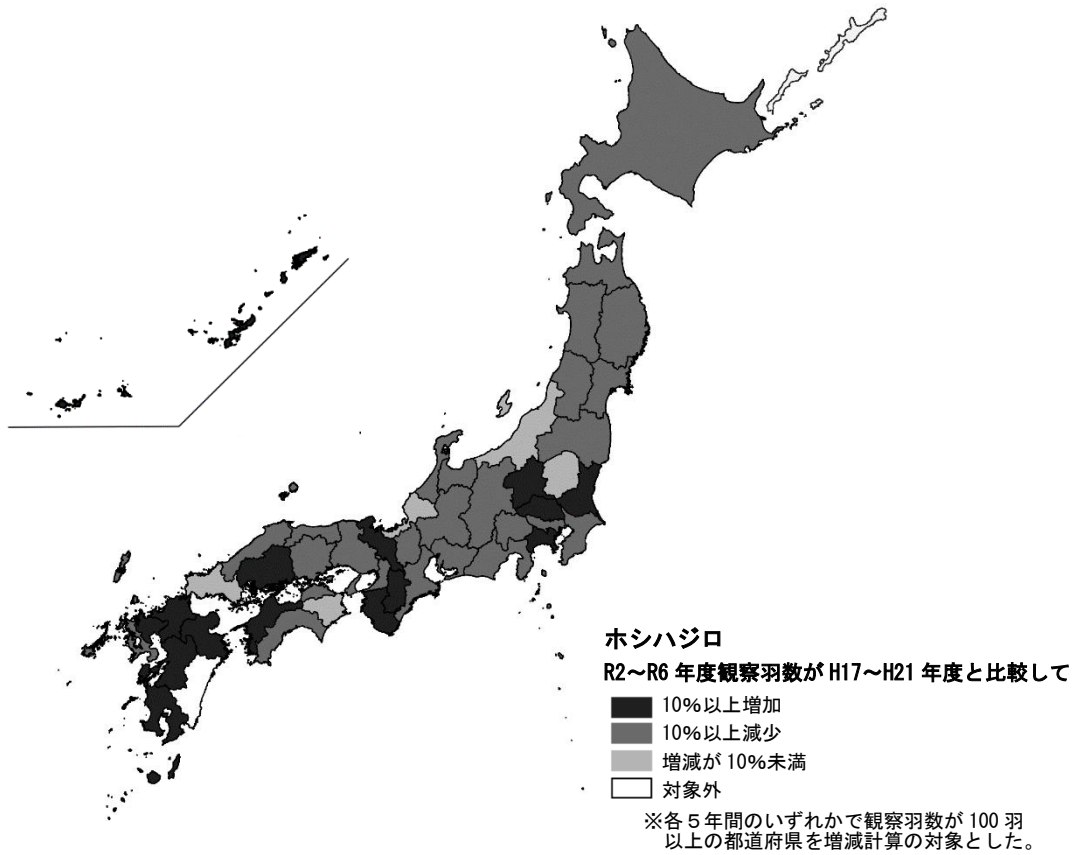 ホシハジロ
R2～R6 年度観察羽数が H17～H21 年度と比較して
10％以上増加
10％以上減少
増減が 10％未満
対象外
※各５年間のいずれかで観察羽数が 100 羽
以上の都道府県を増減計算の対象とした。